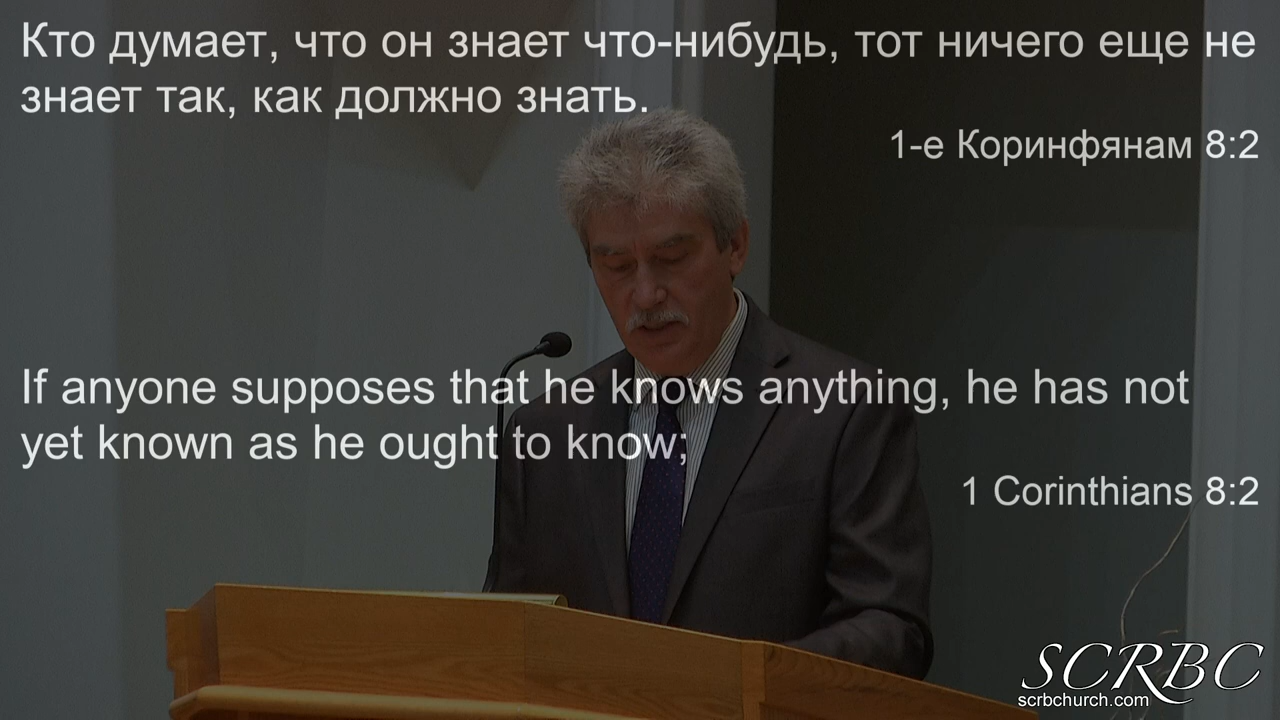 Кто думает, что он знает что-нибудь, тот ничего еще не
знает так, как должно знать.
1-е Коринфянам 8:2
If anyone supposes that he knows anything, he has not
yet known as he ought to know;
1 Corinthians 8:2
SCRBC
scrbchurch.com